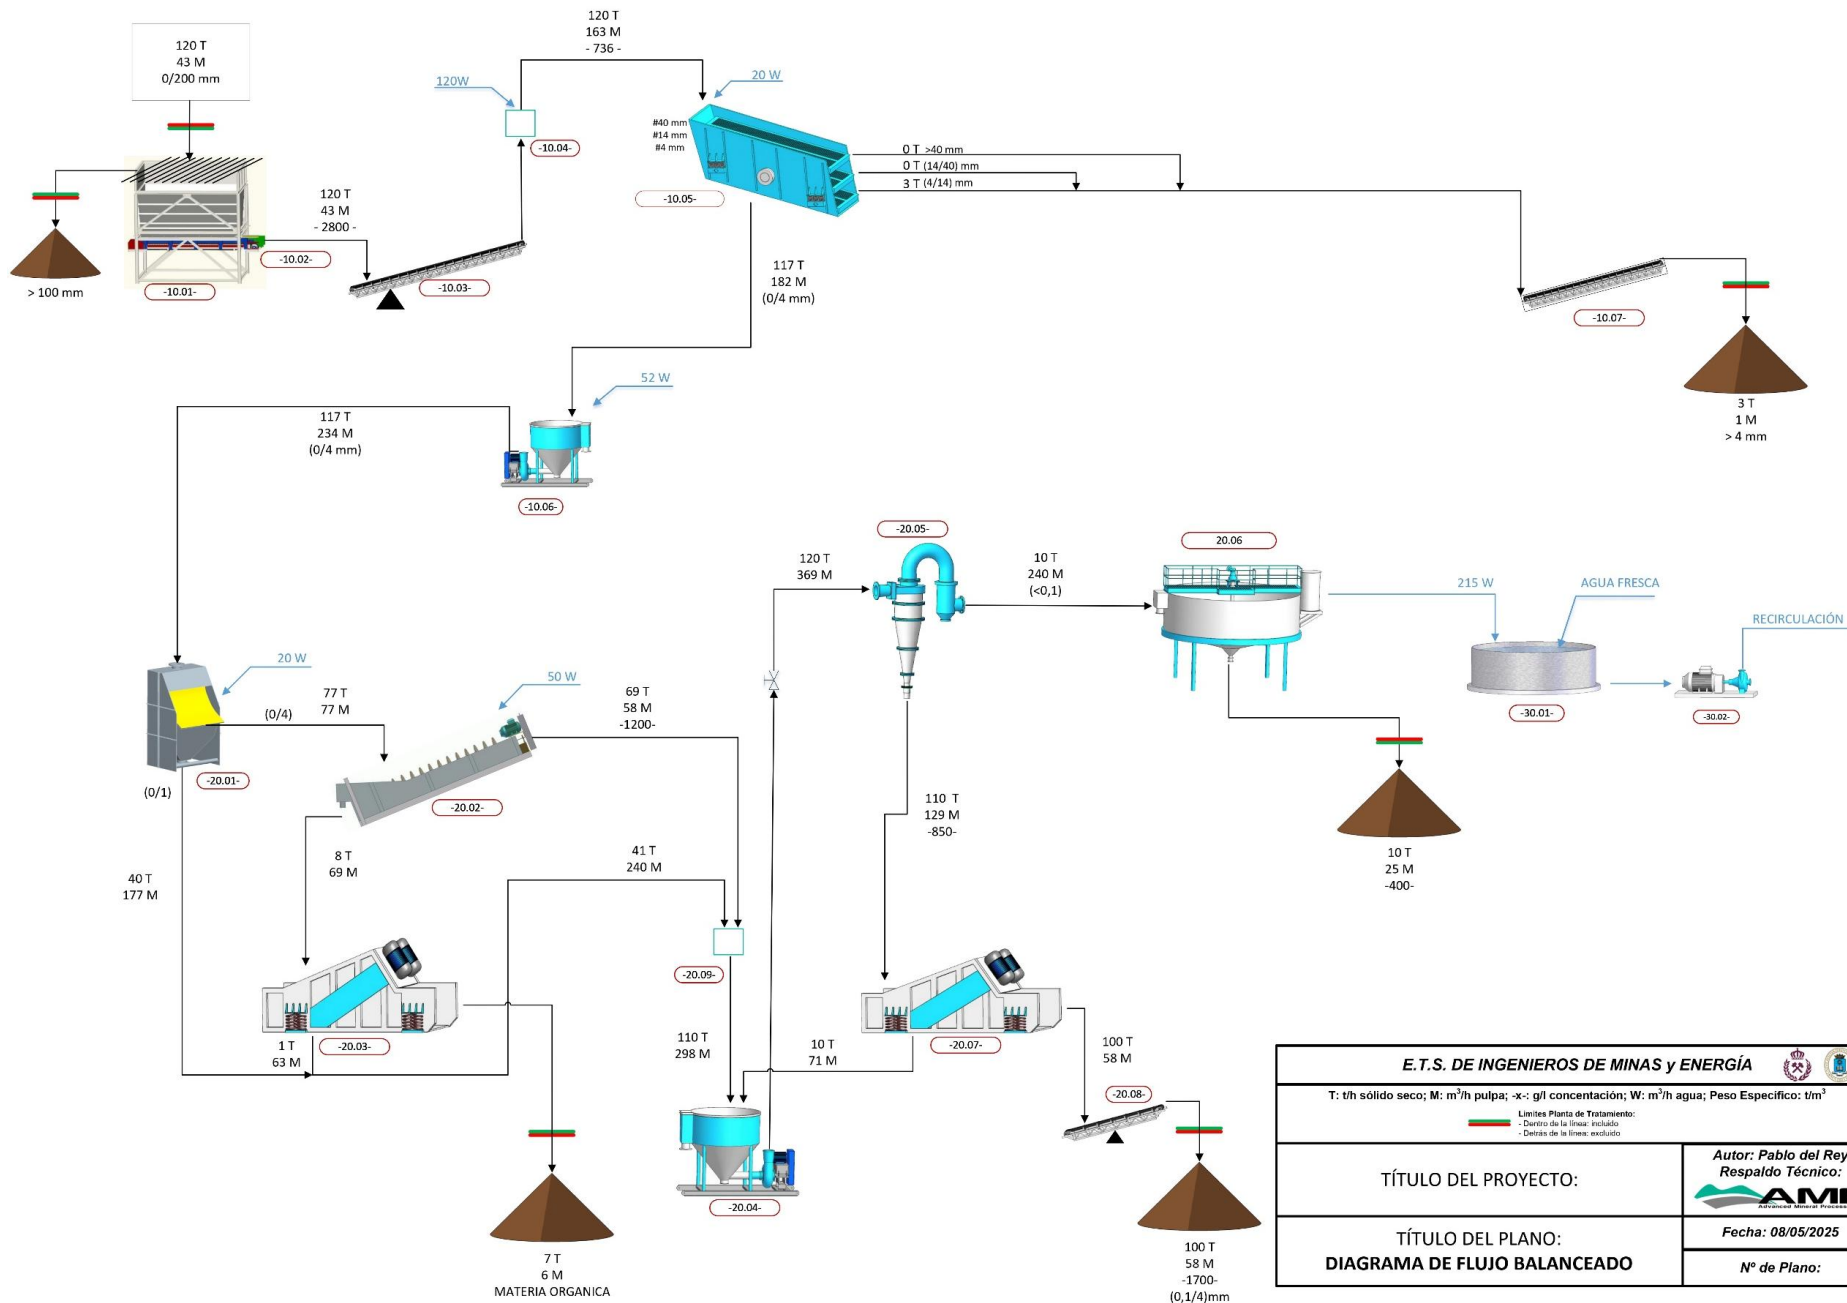 120 T
43 M
0/200 mm
> 100 mm
-10.01-
-10.02-
120 T
43 M
- 2800 -
-10.03-
120W
-10.04-
120 T
163 M
- 736 -
20 W
#40 mm
#14 mm
#4 mm
-10.05-
0 T >40 mm
0 T (14/40) mm
3 T (4/14) mm
117 T
182 M
(0/4 mm)
-10.07-
3 T
1 M
> 4 mm
52 W
117 T
234 M
(0/4 mm)
-10.06-
20 W
77 T
77 M
(0/4)
-20.01-
(0/1)
50 W
69 T
58 M
-1200-
-20.02-
8 T
69 M
40 T
177 M
41 T
240 M
-20.03-
1 T
63 M
7 T
6 M
MATERIA ORGANICA
-20.09-
110 T
298 M
-20.04-
120 T
369 M
-20.05-
10 T
240 M
(<0,1)
20.06
215 W
AGUA FRESCA
RECIRCULACIÓN
-30.01-
-30.02-
110 T
129 M
-850-
10 T
25 M
-400-
-20.07-
10 T
71 M
100 T
58 M
-20.08-
100 T
58 M
-1700-
(0,1/4)mm
E.T.S. DE INGENIEROS DE MINAS y ENERGÍA
T: t/h sólido seco; M: m³/h pulpa; -x-: g/l concentación; W: m³/h agua; Peso Específico: t/m³
Límites Planta de Tratamiento:
- Dentro de la línea: incluido
- Detrás de la línea: excluido
TÍTULO DEL PROYECTO:
Autor: Pablo del Rey
Respaldo Técnico:
Advanced Mineral Process
TÍTULO DEL PLANO:
DIAGRAMA DE FLUJO BALANCEADO
Fecha: 08/05/2025
Nº de Plano: